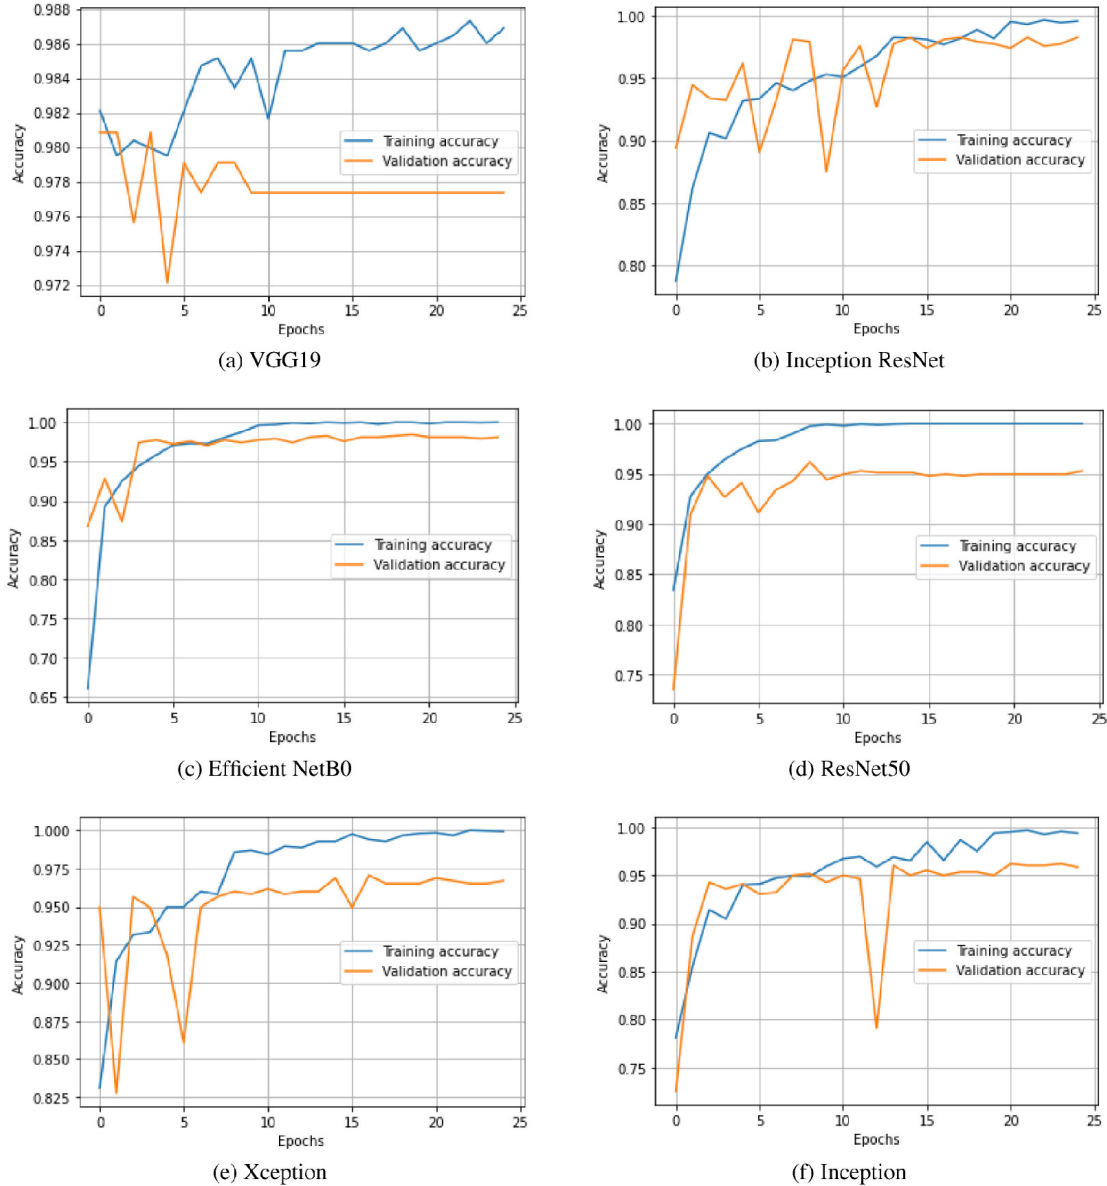 0.988
0.986
0.984
0.982
0.980
0.978
0.976
0.974
0.972
Accuracy
Training accuracy
Validation accuracy
0 5 10 15 20 25
Epochs
(a) VGG19
1.00
0.95
0.90
0.85
0.80
Accuracy
Training accuracy
Validation accuracy
0 5 10 15 20 25
Epochs
(b) Inception ResNet
1.00
0.95
0.90
0.85
0.80
0.75
0.70
0.65
Accuracy
Training accuracy
Validation accuracy
0 5 10 15 20 25
Epochs
(c) Efficient NetB0
1.00
0.95
0.90
0.85
0.80
0.75
Accuracy
Training accuracy
Validation accuracy
0 5 10 15 20 25
Epochs
(d) ResNet50
1.000
0.975
0.950
0.925
0.900
0.875
0.850
0.825
Accuracy
Training accuracy
Validation accuracy
0 5 10 15 20 25
Epochs
(e) Xception
1.00
0.95
0.90
0.85
0.80
0.75
Accuracy
Training accuracy
Validation accuracy
0 5 10 15 20 25
Epochs
(f) Inception